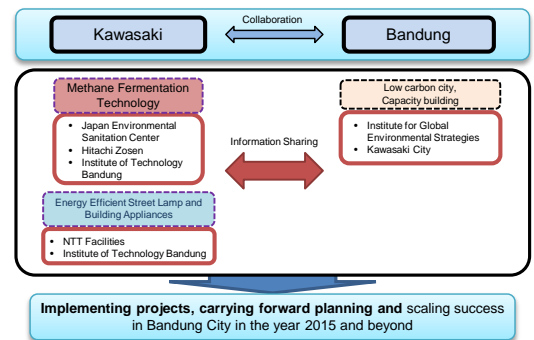 Collaboration
Kawasaki
Bandung
Methane Fermentation
Technology
• Japan Environmental
Sanitation Center
• Hitachi Zosen
• Institute of Technology
Bandung
Information Sharing
Low carbon city,
Capacity building
• Institute for Global
Environmental Strategies
• Kawasaki City
Energy Efficient Street Lamp and
Building Appliances
• NTT Facilities
• Institute of Technology Bandung
Implementing projects, carrying forward planning and scaling success
in Bandung City in the year 2015 and beyond